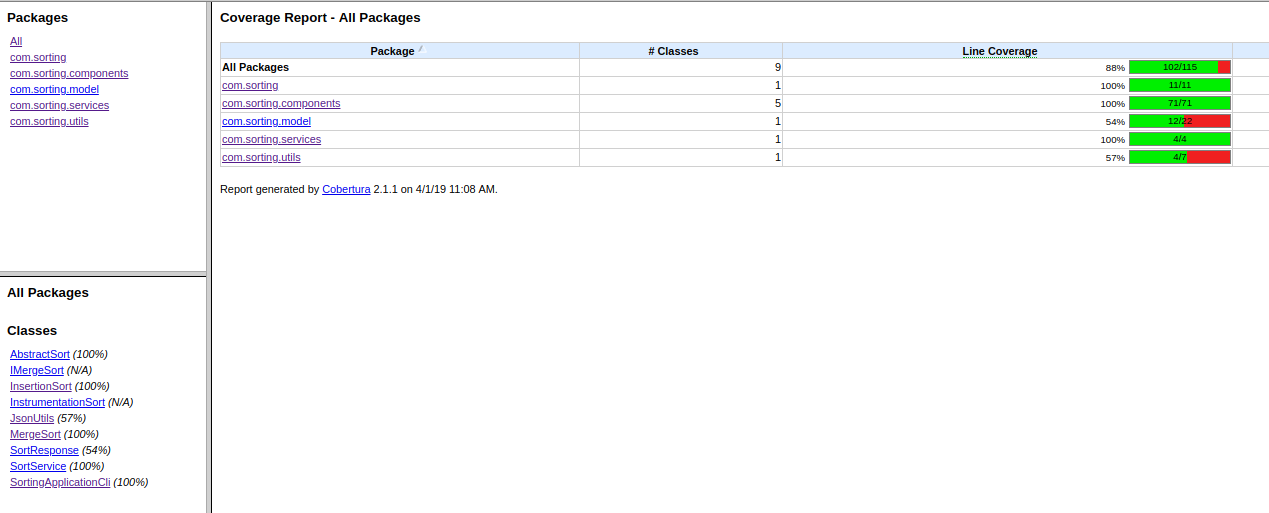 Packages
All
com.sorting
com.sorting.components
com.sorting.model
com.sorting.services
com.sorting.utils
All Packages
Classes
AbstractSort (100%)
IMergeSort (N/A)
InsertionSort (100%)
InstrumentationSort (N/A)
JsonUtils (57%)
MergeSort (100%)
SortResponse (54%)
SortService (100%)
SortingApplicationCli (100%)
Coverage Report - All Packages
Package # Classes Line Coverage
All Packages 9 88% 102/115
com.sorting 1 100% 11/11
com.sorting.components 5 100% 71/71
com.sorting.model 1 54% 12/22
com.sorting.services 1 100% 4/4
com.sorting.utils 1 57% 4/7
Report generated by Cobertura 2.1.1 on 4/1/19 11:08 AM.